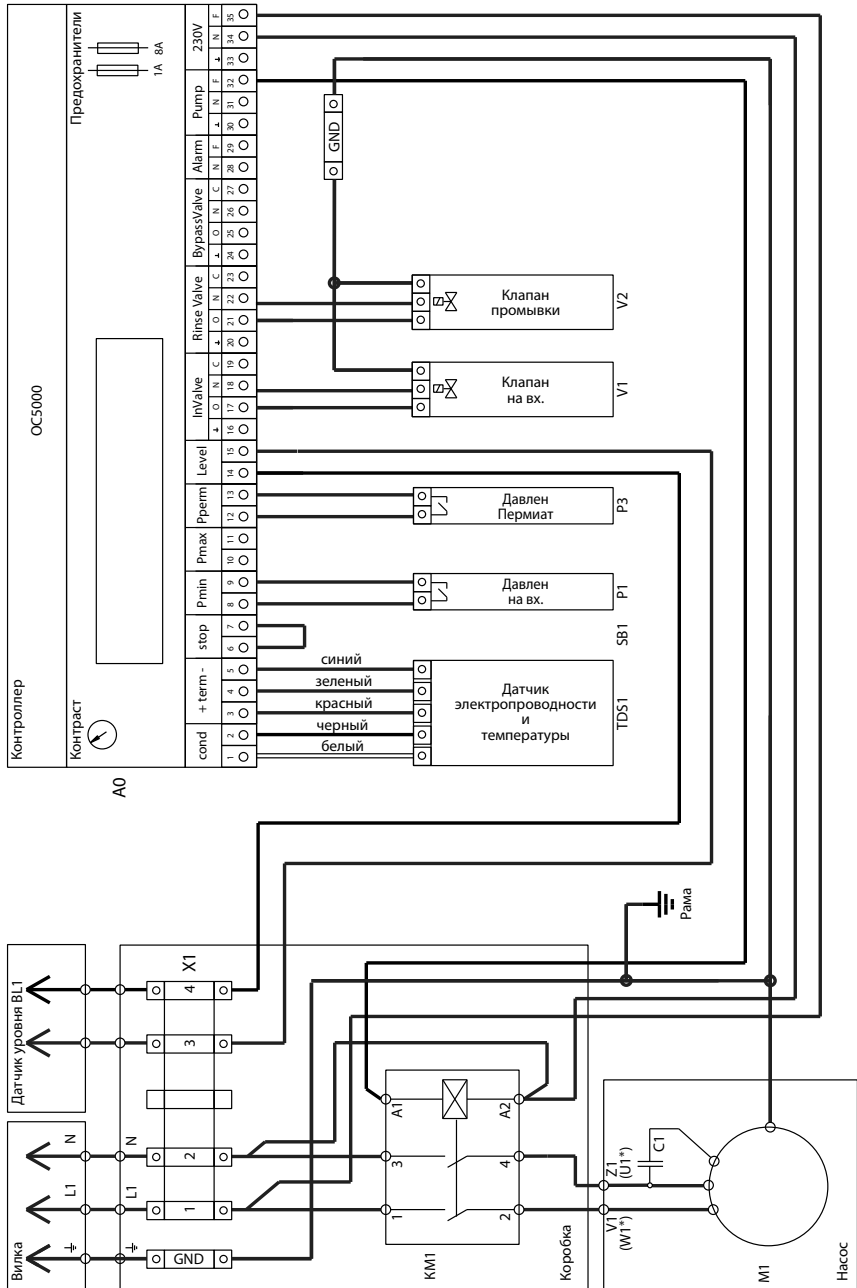 Контроллер
OC5000
Контраст
Предохранители
1A 8A
A0
cond
+ term -
stop
Pmin
Pmax
Pperm
Level
InValve
Rinse Valve
BypassValve
Alarm
Pump
230V
O N C
O N C
O N C
N F
N F
N F
1 2 3 4 5 6 7 8 9 10 11 12 13 14 15 16 17 18 19 20 21 22 23 24 25 26 27 28 29 30 31 32 33 34 35
белый
черный
красный
зеленый
синий
Датчик
электропроводности
и
температуры
TDS1
SB1
Давлен
на вх.
P1
Давлен
Пермиат
P3
Клапан
на вх.
V1
Клапан
промывки
V2
GND
Рама
Вилка
L1
N
Датчик уровня BL1
L1
N
GND
1
2
3
4
X1
KM1
1
3
A1
2
4
A2
Коробка
V1
(W1*)
Z1
(U1*)
C1
M1
Насос